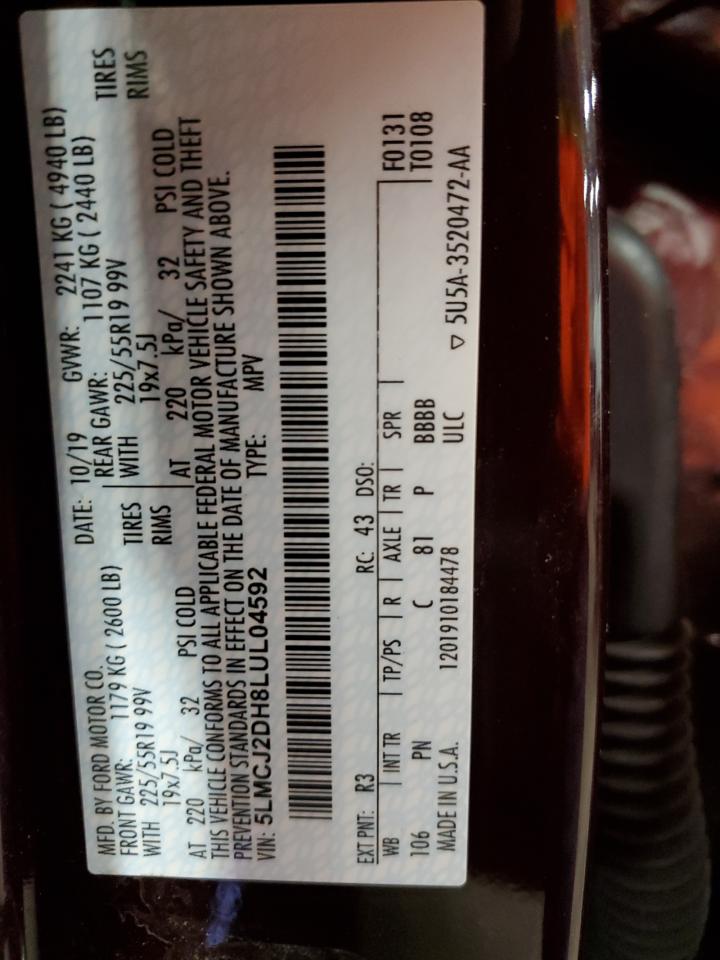 MFD. BY FORD MOTOR CO.
DATE: 10/19 GVWR: 2241 KG ( 4940 LB)
FRONT GAWR: 1179 KG ( 2600 LB) REAR GAWR: 1107 KG ( 2440 LB)
WITH 225/55R19 99V TIRES WITH 225/55R19 99V TIRES
19x7.5J RIMS 19x7.5J RIMS
AT 220 kPa/ 32 PSI COLD AT 220 kPa/ 32 PSI COLD
THIS VEHICLE CONFORMS TO ALL APPLICABLE FEDERAL MOTOR VEHICLE SAFETY AND THEFT
PREVENTION STANDARDS IN EFFECT ON THE DATE OF MANUFACTURE SHOWN ABOVE.
VIN: 5LMCJ2DH8LUL04592 TYPE: MPV
EXT PNT: R3 RC: 43 DSO: F0131
WB INT TR TP/PS R AXLE TR SPR T0108
106 PN C 81 P BBBB
MADE IN U.S.A. 1201910184478 ULC
▽ 5U5A-3520472-AA